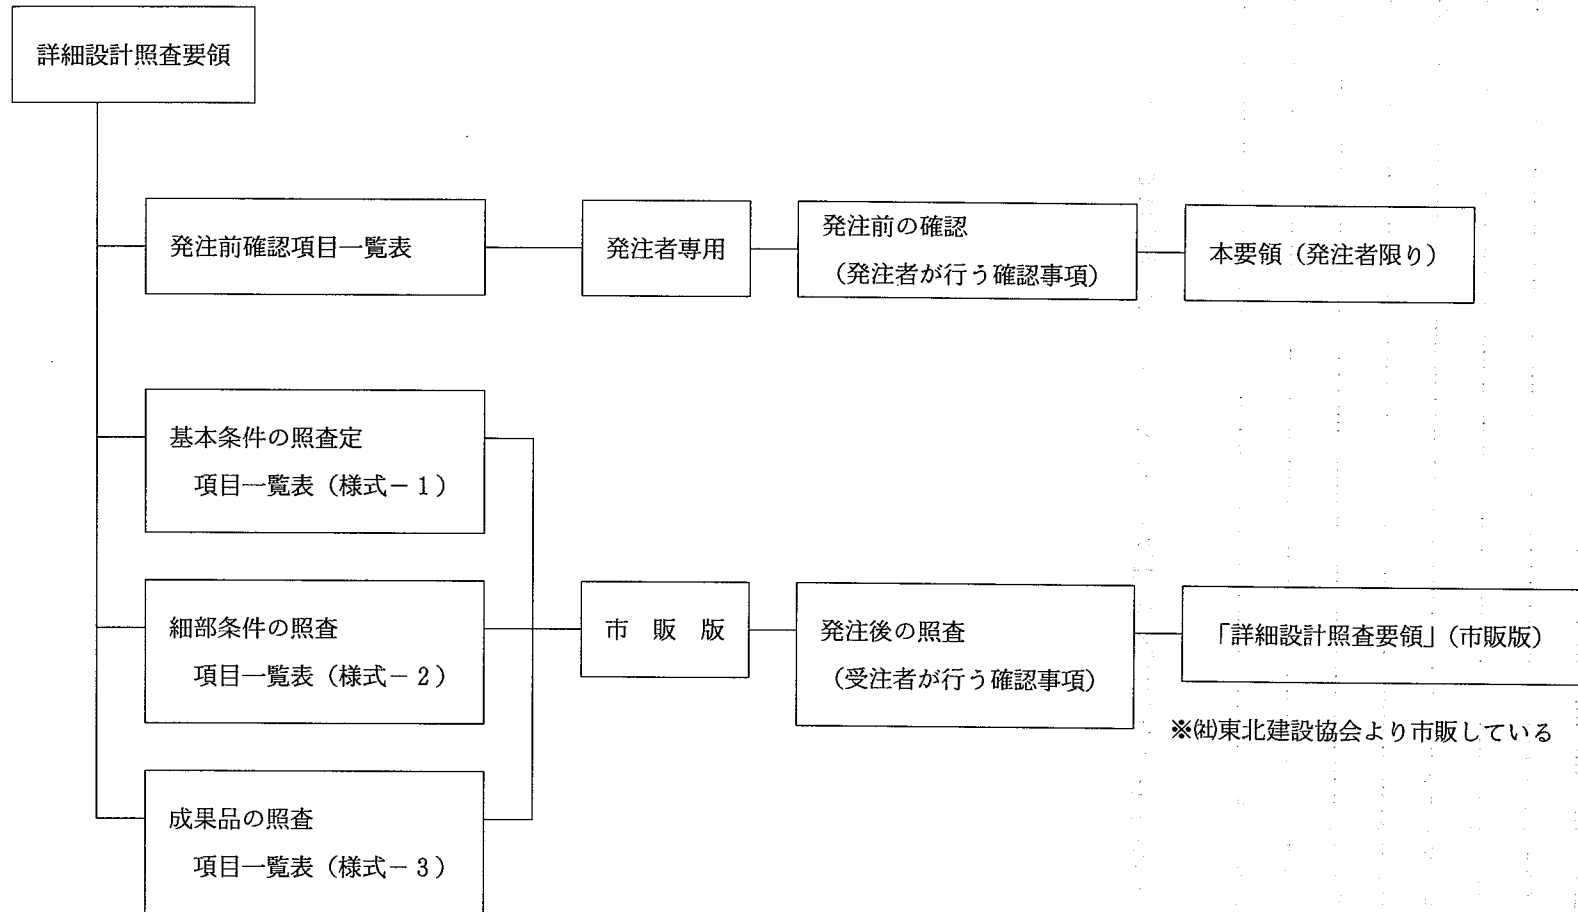 詳細設計照査要領
発注前確認項目一覧表
発注者専用
発注前の確認
（発注者が行う確認事項）
本要領（発注者限り）
基本条件の照査定
項目一覧表（様式－１）
細部条件の照査
項目一覧表（様式－２）
成果品の照査
項目一覧表（様式－３）
市　販　版
発注後の照査
（受注者が行う確認事項）
「詳細設計照査要領」（市販版）
※㈳東北建設協会より市販している